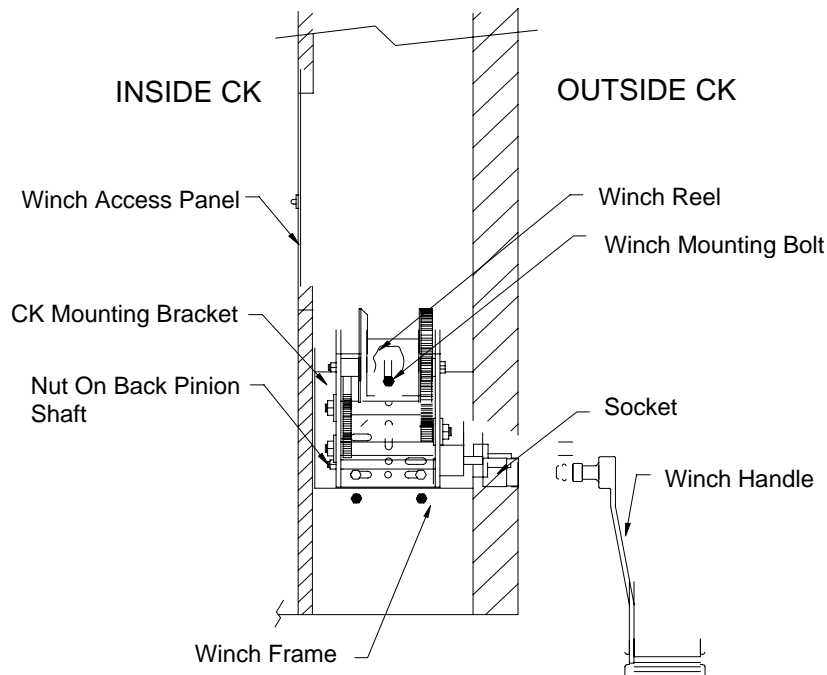 INSIDE CK
OUTSIDE CK
Winch Access Panel
Winch Reel
Winch Mounting Bolt
CK Mounting Bracket
Nut On Back Pinion
Shaft
Socket
Winch Handle
Winch Frame